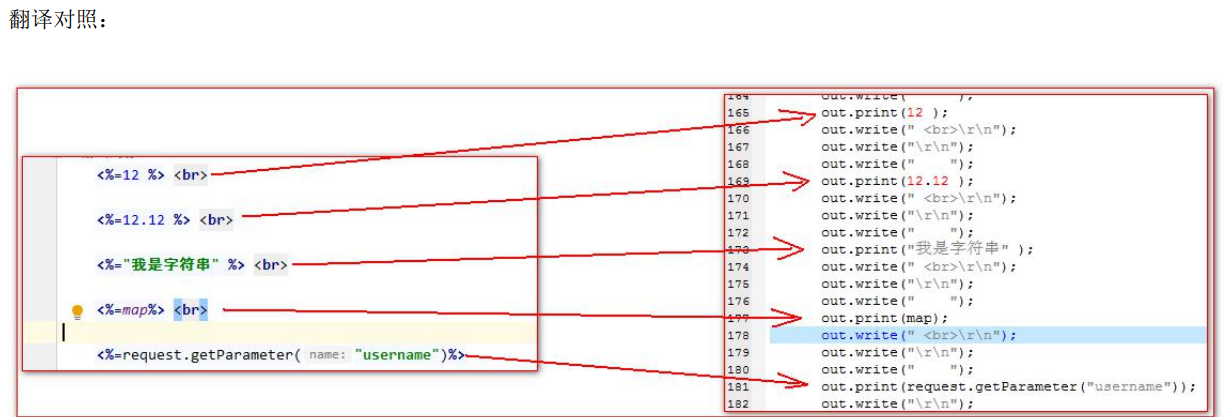 翻译对照：
<%=12 %> <br>
<%=12.12 %> <br>
<%="我是字符串" %> <br>
<%=map%> <br>
<%=request.getParameter( name: "username")%>
164 out.write("    ");
165 out.print(12 );
166 out.write(" <br>\r\n");
167 out.write("\r\n");
168 out.write("    ");
169 out.print(12.12 );
170 out.write(" <br>\r\n");
171 out.write("\r\n");
172 out.write("    ");
173 out.print("我是字符串" );
174 out.write(" <br>\r\n");
175 out.write("\r\n");
176 out.write("    ");
177 out.print(map);
178 out.write(" <br>\r\n");
179 out.write("\r\n");
180 out.write("    ");
181 out.print(request.getParameter("username"));
182 out.write("\r\n");